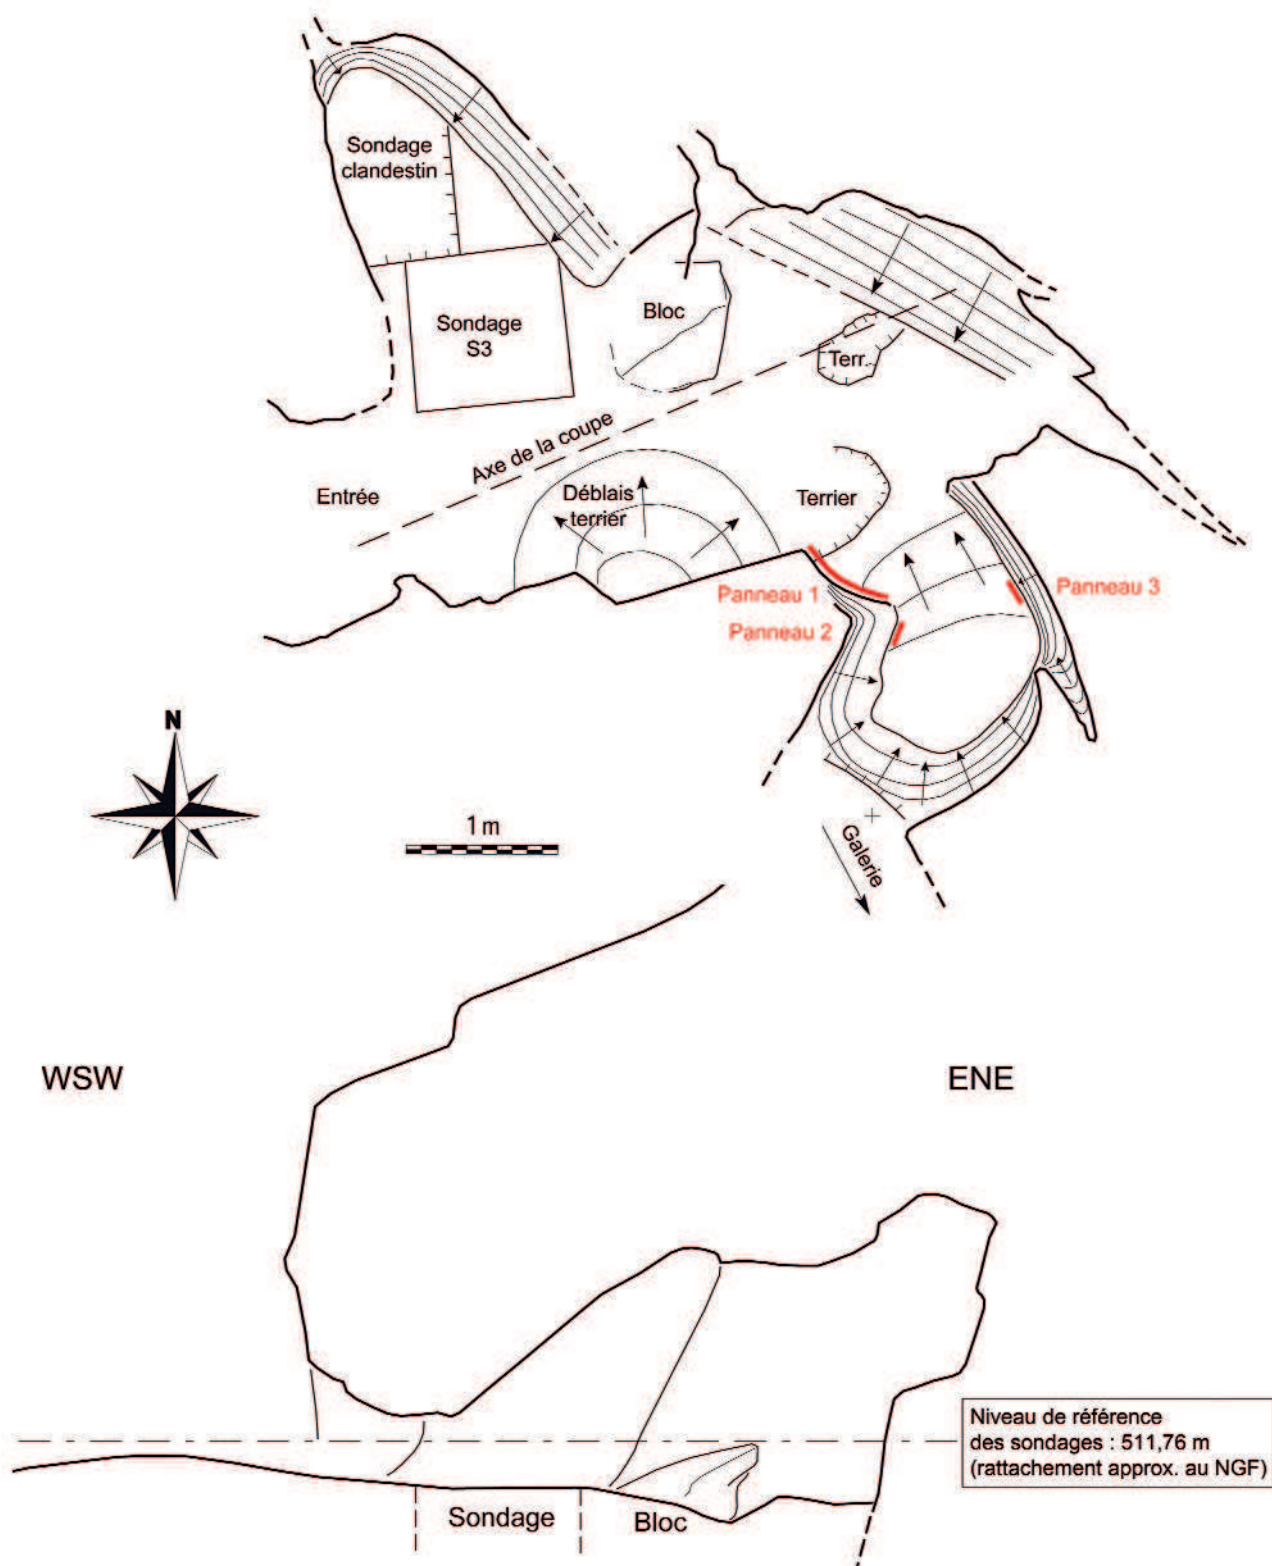 Sondage
clandestin
Sondage
S3
Bloc
Terr.
Axe de la coupe
Entrée
Déblais
terrier
Terrier
Panneau 1
Panneau 3
Panneau 2
N
1 m
Galerie
WSW
ENE
Niveau de référence
des sondages : 511,76 m
(rattachement approx. au NGF)
Sondage
Bloc